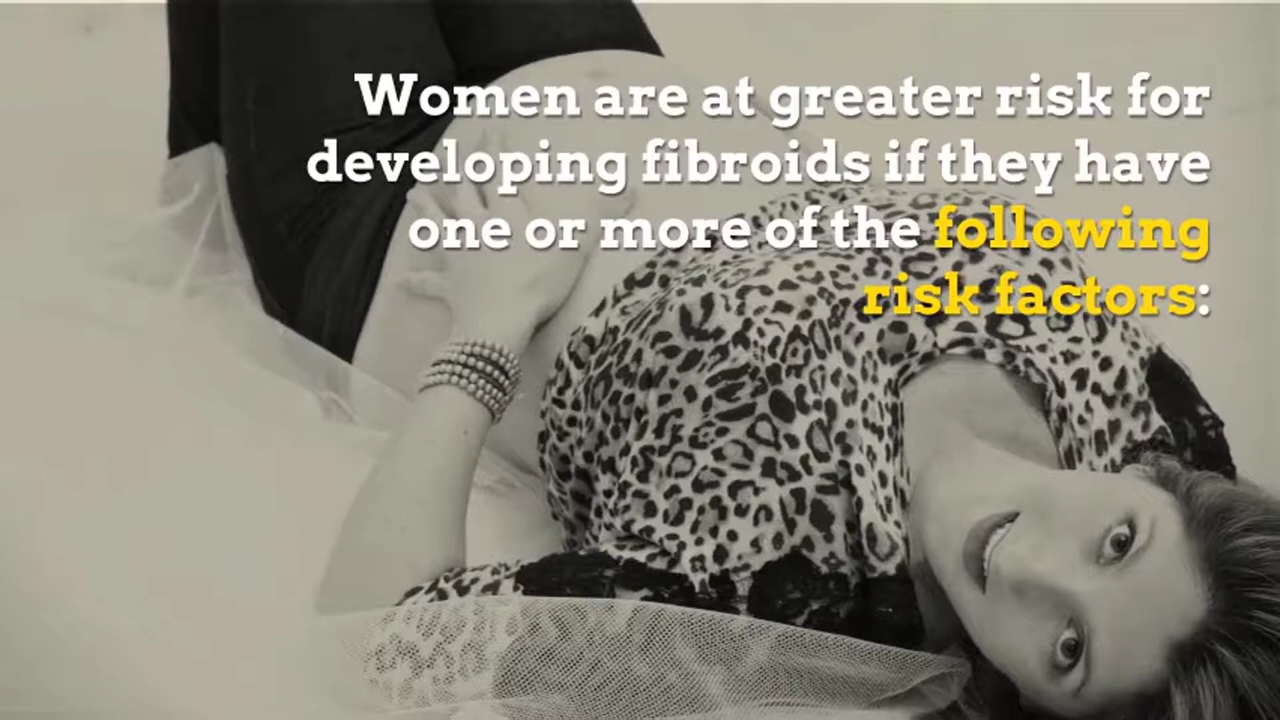 Women are at greater risk for
developing fibroids if they have
one or more of the following
risk factors: